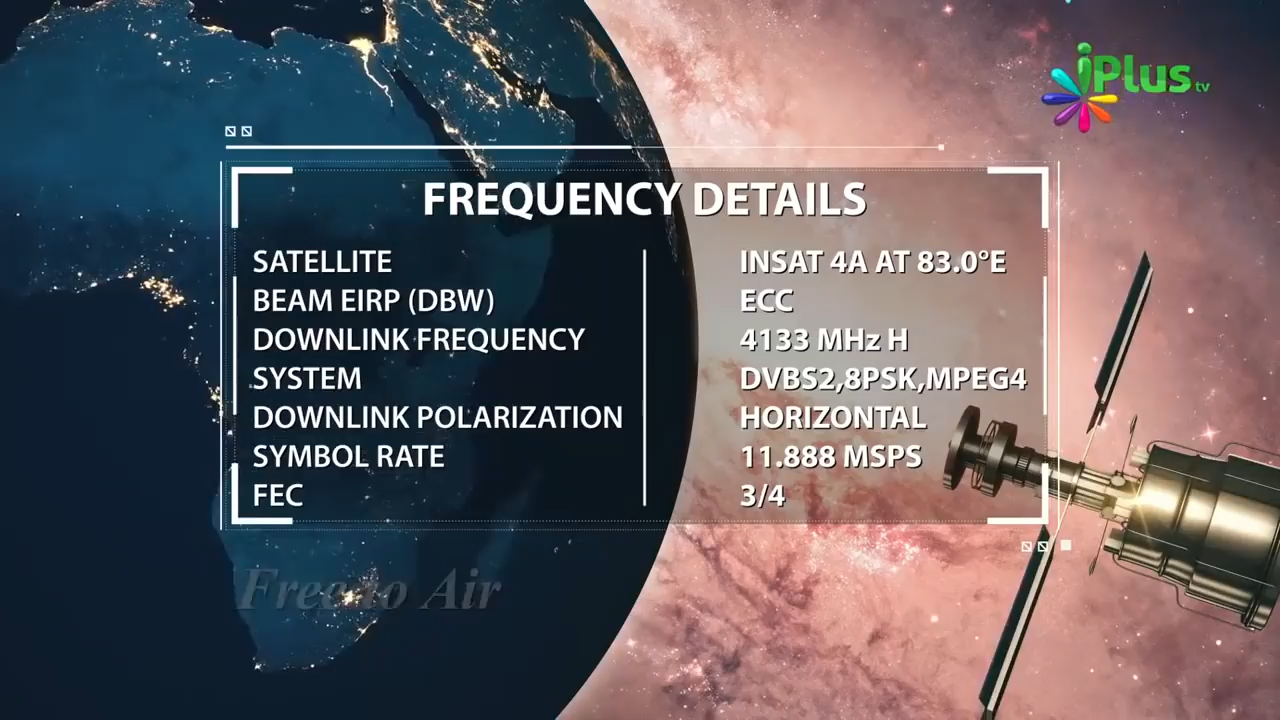 iPlus tv
FREQUENCY DETAILS
SATELLITE INSAT 4A AT 83.0°E
BEAM EIRP (DBW) ECC
DOWNLINK FREQUENCY 4133 MHz H
SYSTEM DVBS2,8PSK,MPEG4
DOWNLINK POLARIZATION HORIZONTAL
SYMBOL RATE 11.888 MSPS
FEC 3/4
Free to Air